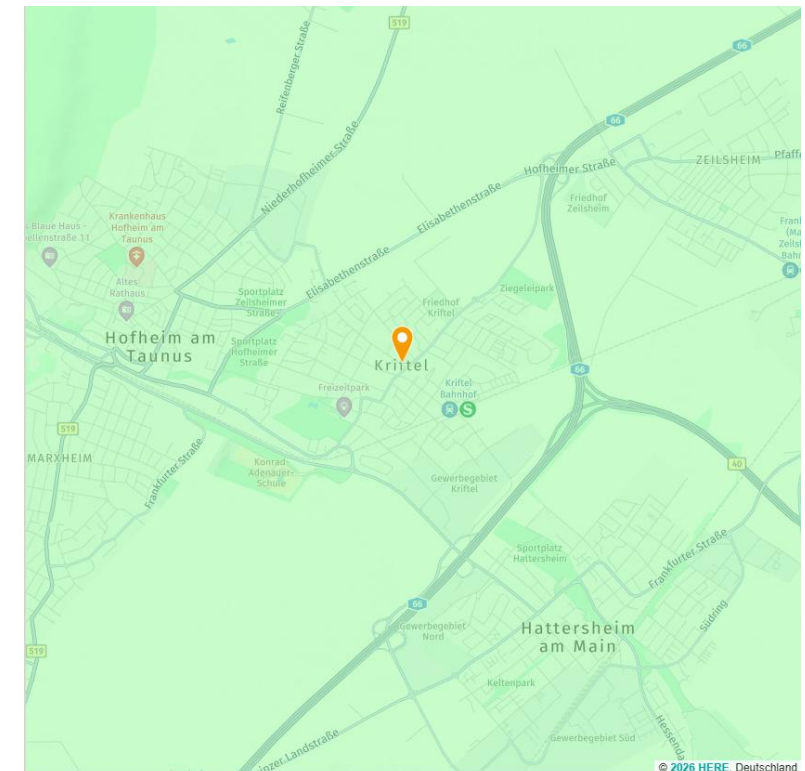 519
66
Reifenberger Straße
66
ZEILSHEIM
Hofheimer Straße
Niederhofheimer Straße
Elisabethenstraße
Friedhof
Zeilsheim
Blaue Haus -
Krankenhaus
Hofheim am
Taunus
Altes
Rathaus
Elisabethenstraße
Sportplatz
Zeilsheimer
Straße
Friedhof
Kriftel
Ziegeleipark
Hofheim am
Taunus
Sportplatz
Hofheimer
Straße
Kriftel
66
Freizeitpark
Kriftel
Bahnhof
S
519
MARXHEIM
Frankfurter Straße
Konrad-
Adenauer-
Schule
Gewerbegebiet
Kriftel
40
Sportplatz
Hattersheim
Frankfurter Straße
66
Gewerbegebiet
Nord
Hattersheim
am Main
Südring
519
Keltenpark
Gewerbegebiet Süd
© 2026 HERE, Deutschland